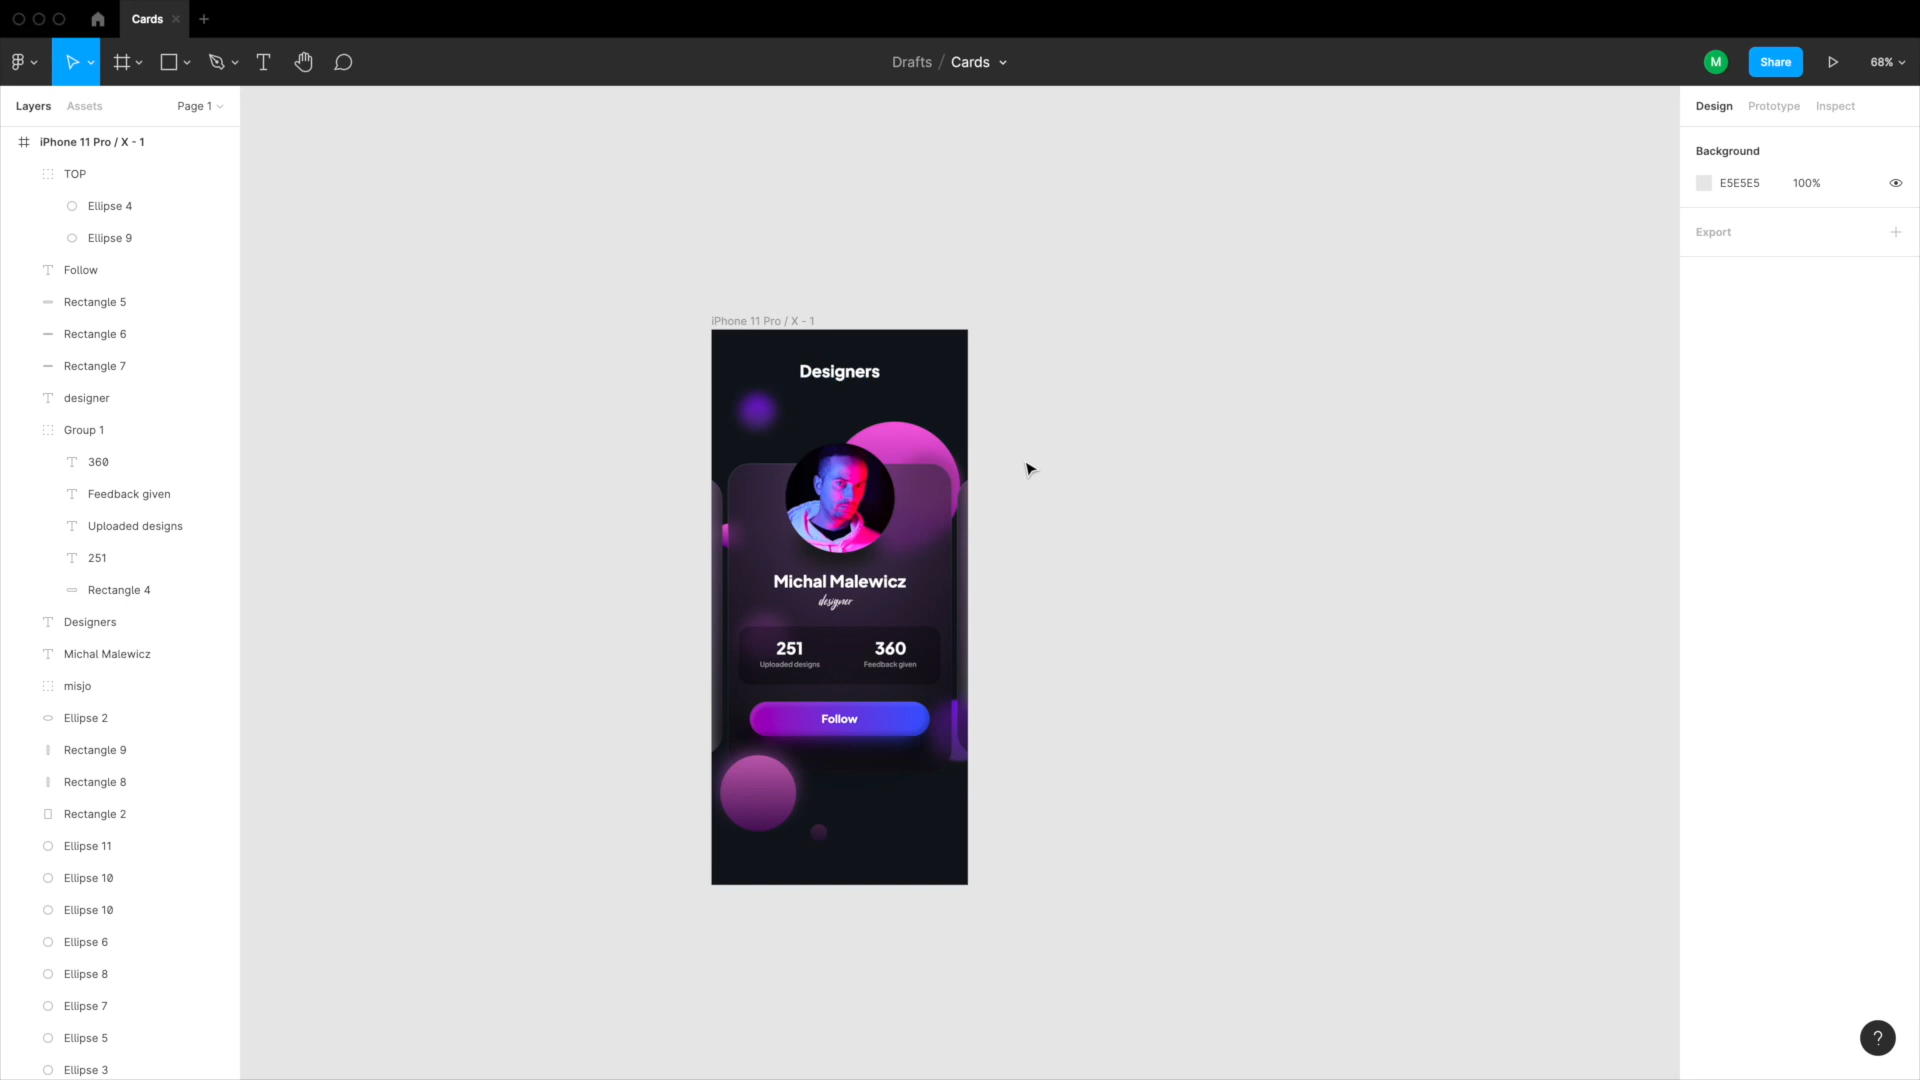 Cards
Drafts / Cards
M
Share
68%
Layers
Assets
Page 1
iPhone 11 Pro / X - 1
TOP
Ellipse 4
Ellipse 9
Follow
Rectangle 5
Rectangle 6
Rectangle 7
designer
Group 1
360
Feedback given
Uploaded designs
251
Rectangle 4
Designers
Michal Malewicz
misjo
Ellipse 2
Rectangle 9
Rectangle 8
Rectangle 2
Ellipse 11
Ellipse 10
Ellipse 10
Ellipse 6
Ellipse 8
Ellipse 7
Ellipse 5
Ellipse 3
iPhone 11 Pro / X - 1
Designers
Michal Malewicz
designer
251
360
Uploaded designs
Feedback given
Follow
Design
Prototype
Inspect
Background
E5E5E5
100%
Export
?